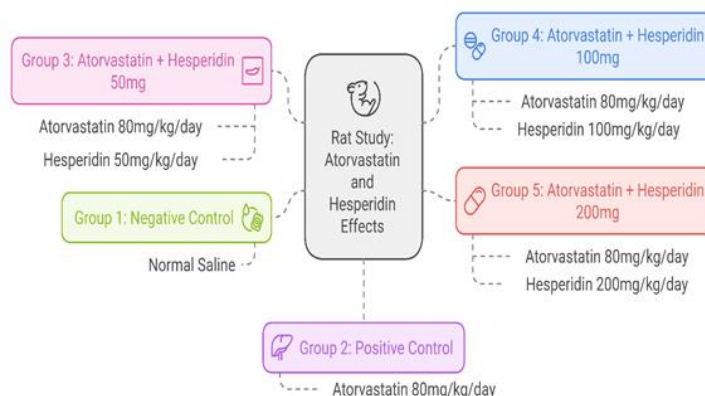 Group 3: Atorvastatin + Hesperidin
50mg
Atorvastatin 80mg/kg/day
Hesperidin 50mg/kg/day
Group 1: Negative Control
Normal Saline
Rat Study:
Atorvastatin
and
Hesperidin
Effects
Group 4: Atorvastatin + Hesperidin
100mg
Atorvastatin 80mg/kg/day
Hesperidin 100mg/kg/day
Group 5: Atorvastatin + Hesperidin
200mg
Atorvastatin 80mg/kg/day
Hesperidin 200mg/kg/day
Group 2: Positive Control
Atorvastatin 80mg/kg/day